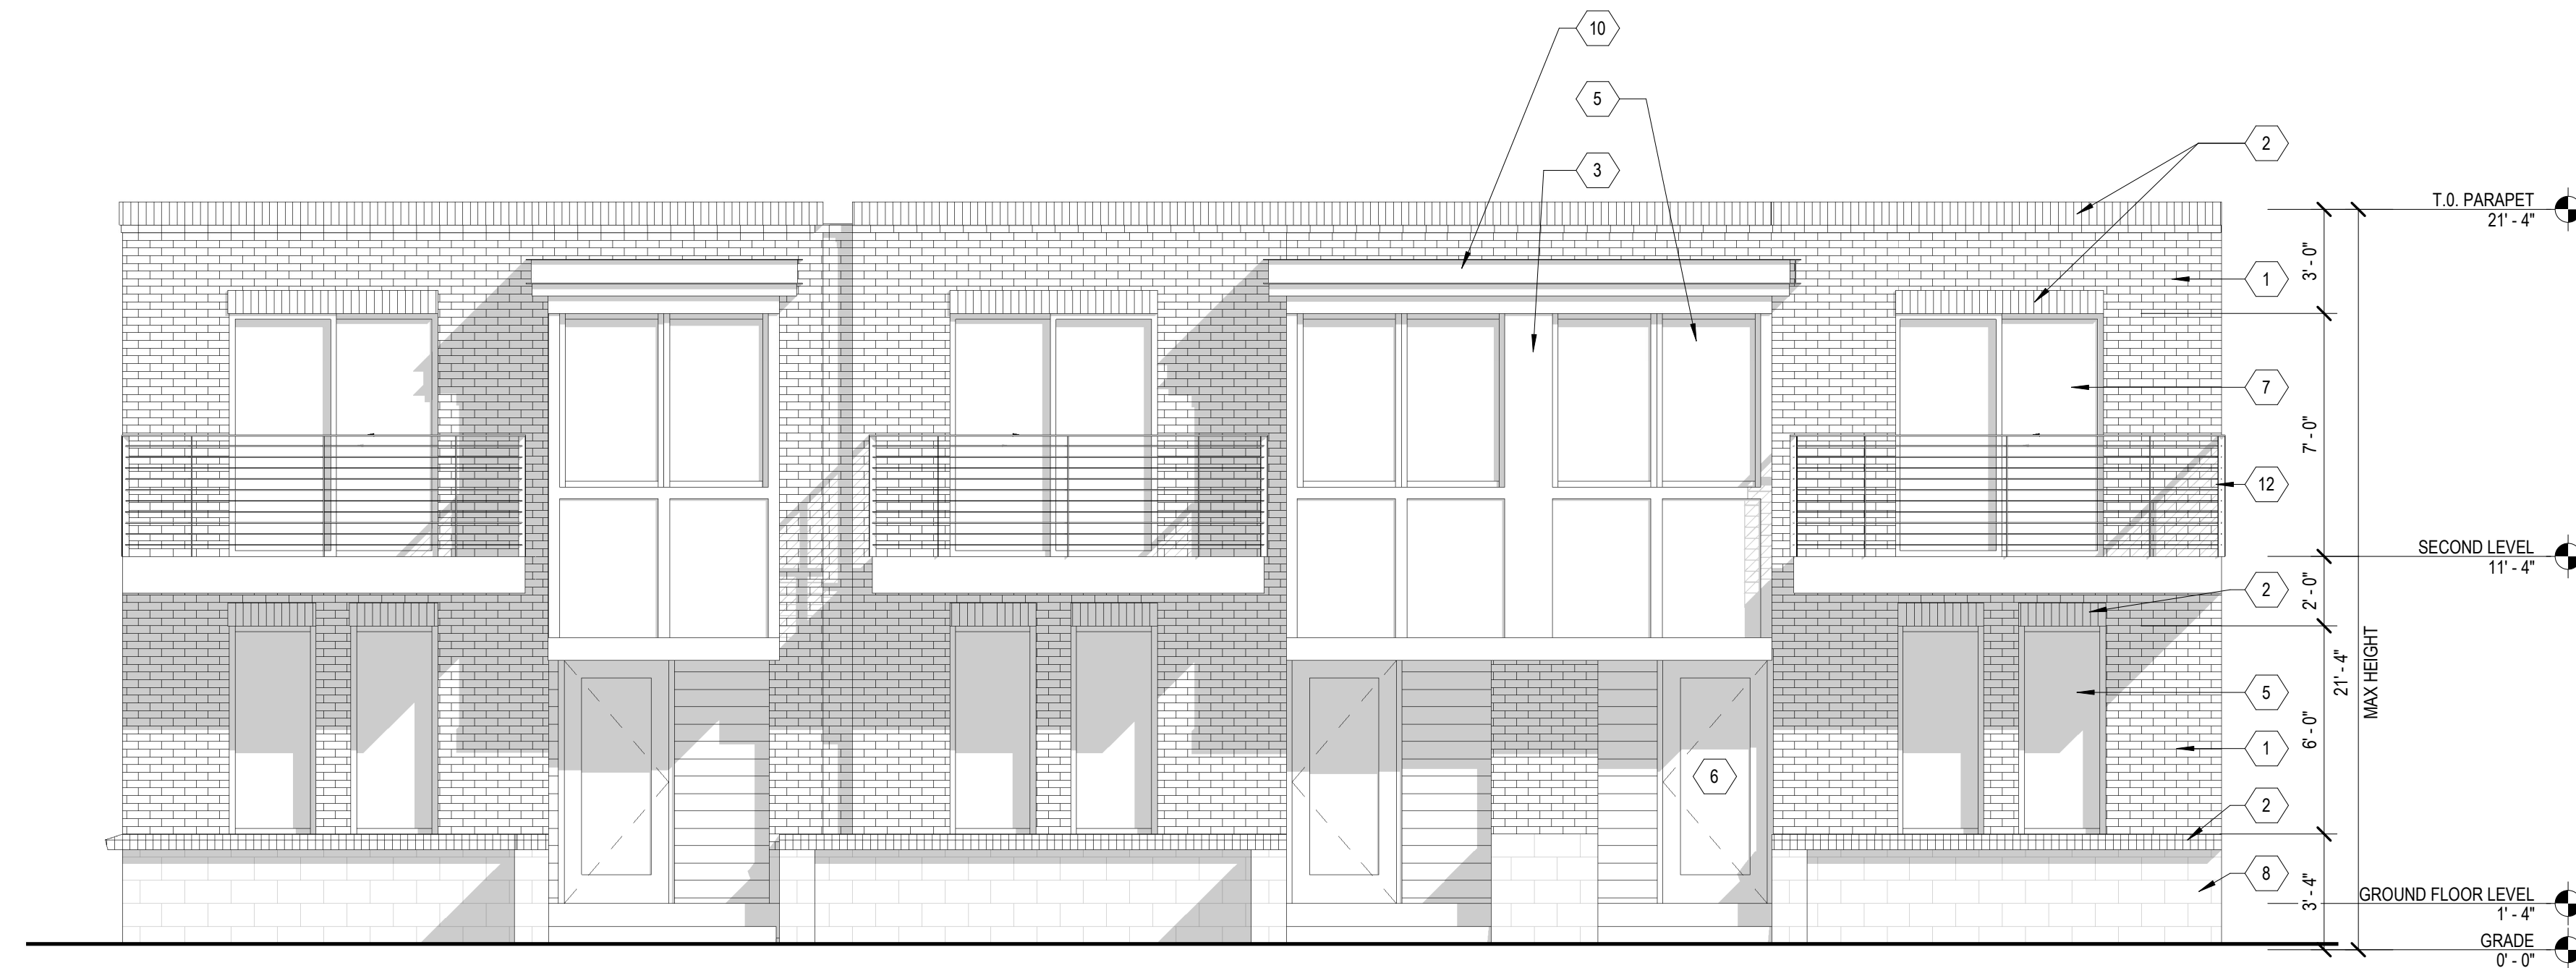 10
5
3
2
T.O. PARAPET
21' - 4"
3' - 0"
1
7
7' - 0"
12
SECOND LEVEL
11' - 4"
2
2' - 0"
21' - 4"
MAX HEIGHT
5
6' - 0"
1
6
2
8
3' - 4"
GROUND FLOOR LEVEL
1' - 4"
GRADE
0' - 0"